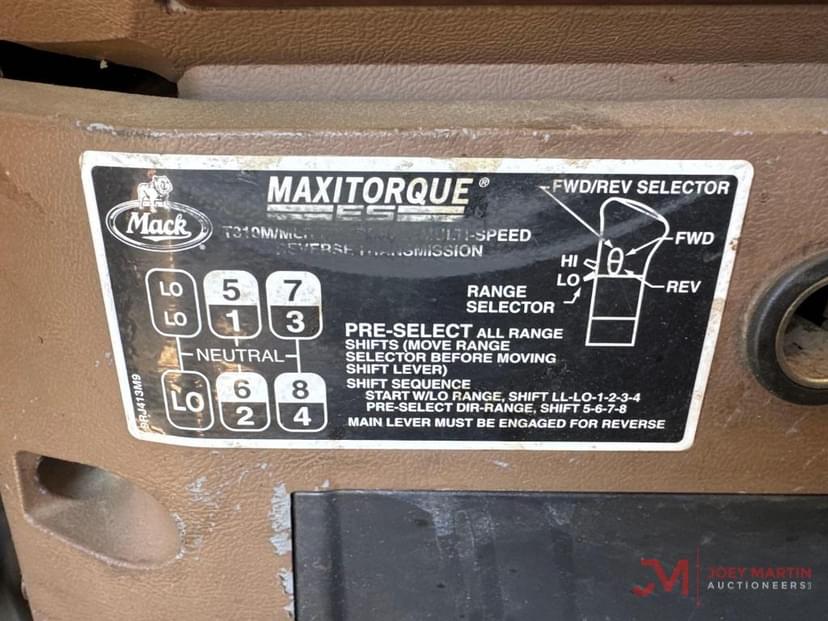 MAXITORQUE®
ES
Mack
®
-SPEED
TRANSMISSION
FWD/REV SELECTOR
FWD
HI
LO
REV
RANGE
SELECTOR
LO 5 7
LO 1 3
NEUTRAL
LO 6 8
2 4
PRE-SELECT ALL RANGE
SHIFTS (MOVE RANGE
SELECTOR BEFORE MOVING
SHIFT LEVER)
SHIFT SEQUENCE
START W/LO RANGE, SHIFT LL-LO-1-2-3-4
PRE-SELECT DIR-RANGE, SHIFT 5-6-7-8
MAIN LEVER MUST BE ENGAGED FOR REVERSE
JM JOEY MARTIN
AUCTIONEERS